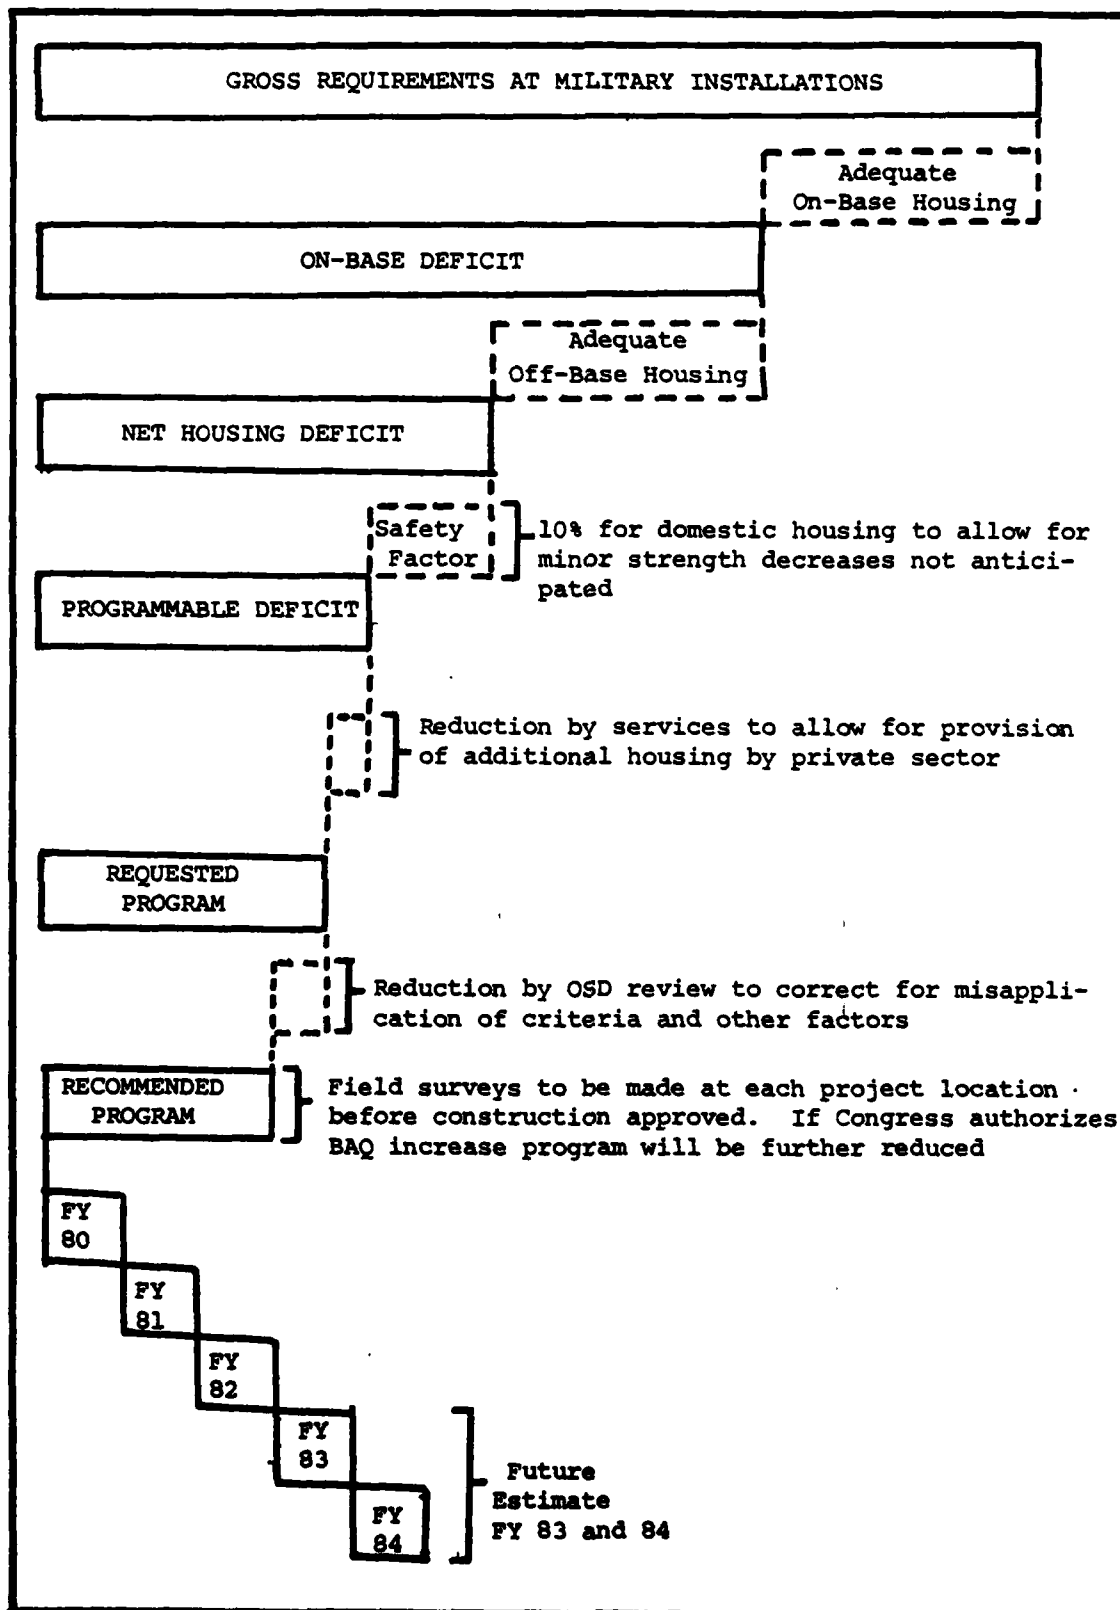 GROSS REQUIREMENTS AT MILITARY INSTALLATIONS
Adequate
On-Base Housing
ON-BASE DEFICIT
Adequate
Off-Base Housing
NET HOUSING DEFICIT
Safety
Factor
10% for domestic housing to allow for
minor strength decreases not antici-
pated
PROGRAMMABLE DEFICIT
Reduction by services to allow for provision
of additional housing by private sector
REQUESTED
PROGRAM
Reduction by OSD review to correct for misappli-
cation of criteria and other factors
RECOMMENDED
PROGRAM
Field surveys to be made at each project location
before construction approved. If Congress authorizes
BAQ increase program will be further reduced
FY
80
FY
81
FY
82
FY
83
FY
84
Future
Estimate
FY 83 and 84